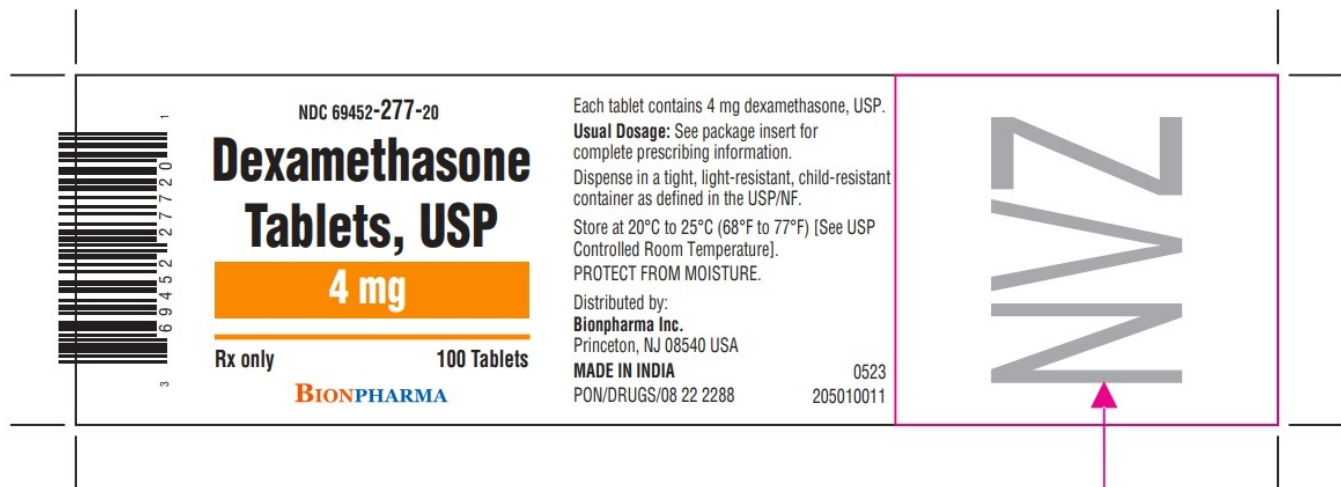 3 69452 27720 1
NDC 69452-277-20
Dexamethasone
Tablets, USP
4 mg
Rx only 100 Tablets
BIONPHARMA
Each tablet contains 4 mg dexamethasone, USP.
Usual Dosage: See package insert for
complete prescribing information.
Dispense in a tight, light-resistant, child-resistant
container as defined in the USP/NF.
Store at 20°C to 25°C (68°F to 77°F) [See USP
Controlled Room Temperature].
PROTECT FROM MOISTURE.
Distributed by:
Bionpharma Inc.
Princeton, NJ 08540 USA
MADE IN INDIA 0523
PON/DRUGS/08 22 2288 205010011
NVZ